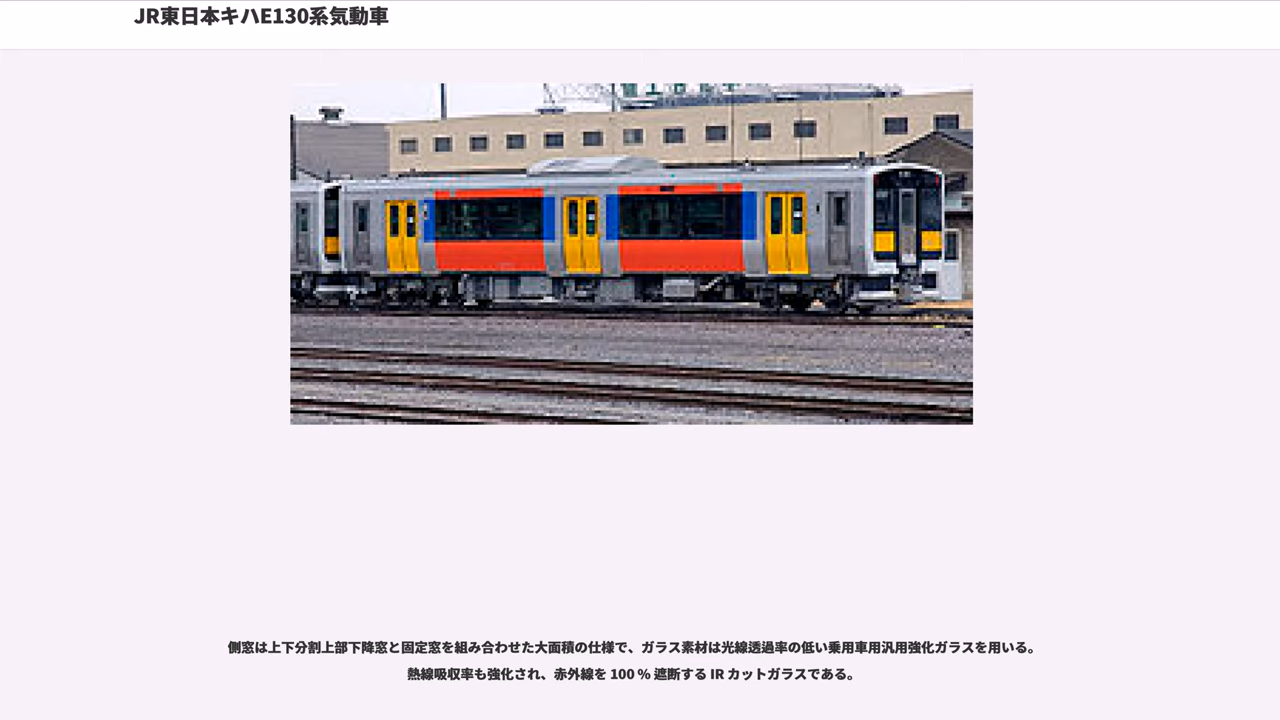 JR東日本キハE130系気動車
側窓は上下分割上部下降窓と固定窓を組み合わせた大面積の仕様で、ガラス素材は光線透過率の低い乗用車用汎用強化ガラスを用いる。
熱線吸収率も強化され、赤外線を 100 % 遮断する IR カットガラスである。